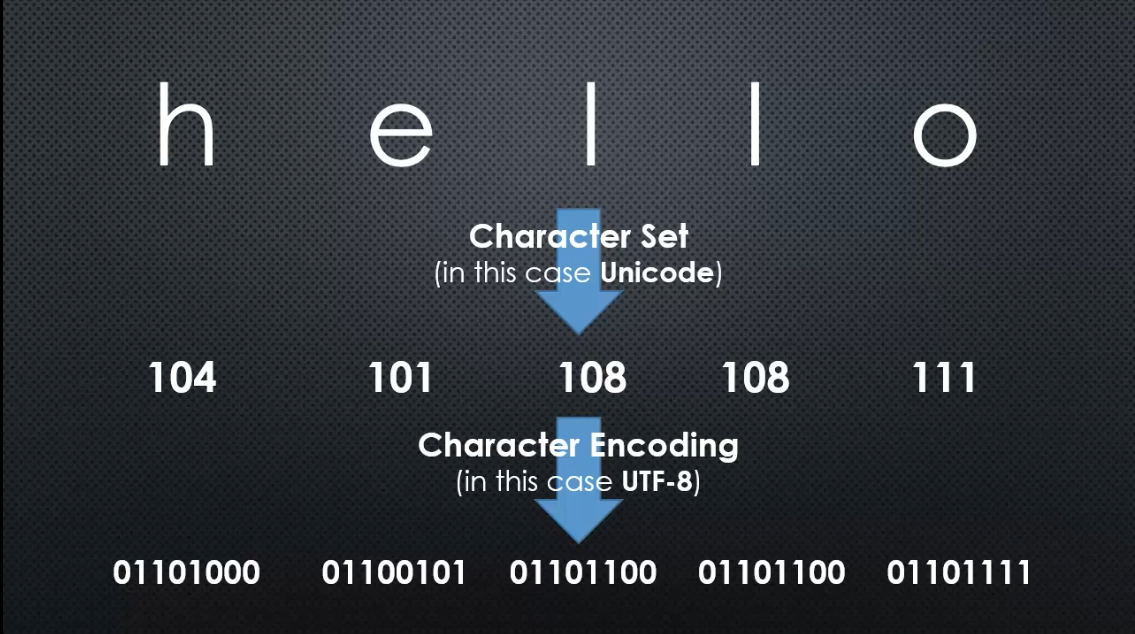 h e l l o
Character Set
(in this case Unicode)
104 101 108 108 111
Character Encoding
(in this case UTF-8)
01101000 01100101 01101100 01101100 01101111